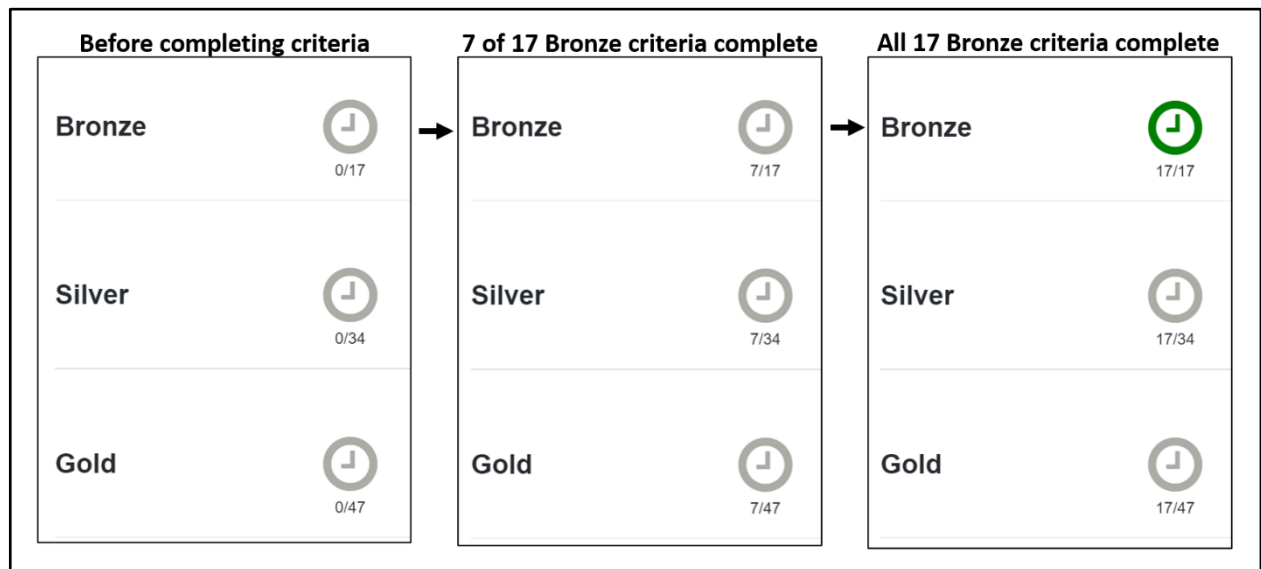 Before completing criteria
Bronze
0/17
Silver
0/34
Gold
0/47
7 of 17 Bronze criteria complete
Bronze
7/17
Silver
7/34
Gold
7/47
All 17 Bronze criteria complete
Bronze
17/17
Silver
17/34
Gold
17/47